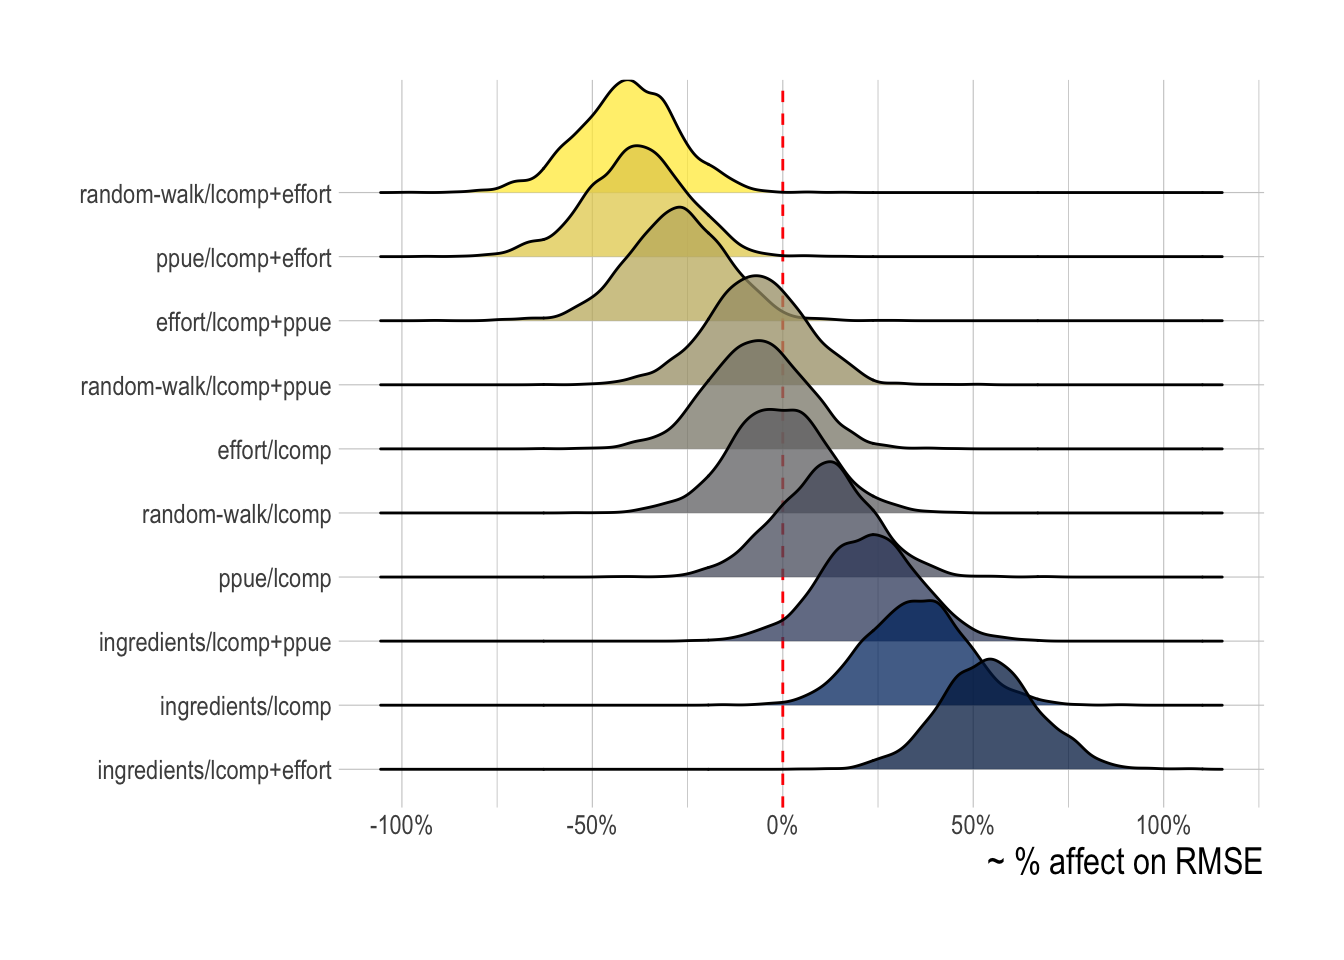 random-walk/lcomp+effort
ppue/lcomp+effort
effort/lcomp+ppue
random-walk/lcomp+ppue
effort/lcomp
random-walk/lcomp
ppue/lcomp
ingredients/lcomp+ppue
ingredients/lcomp
ingredients/lcomp+effort
-100% -50% 0% 50% 100%
~ % affect on RMSE